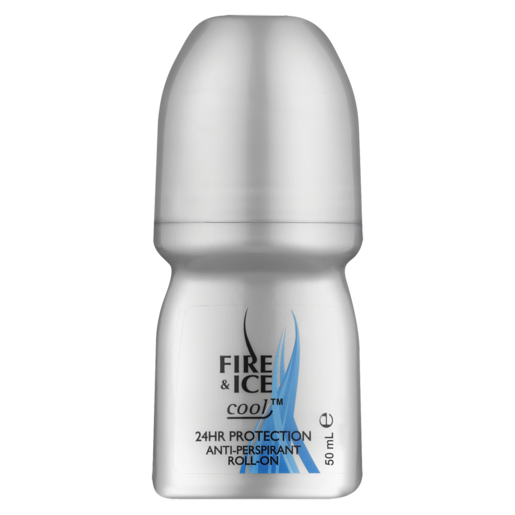 FIRE
& ICE
cool™
24HR PROTECTION
ANTI-PERSPIRANT
ROLL-ON
50 mL ℮